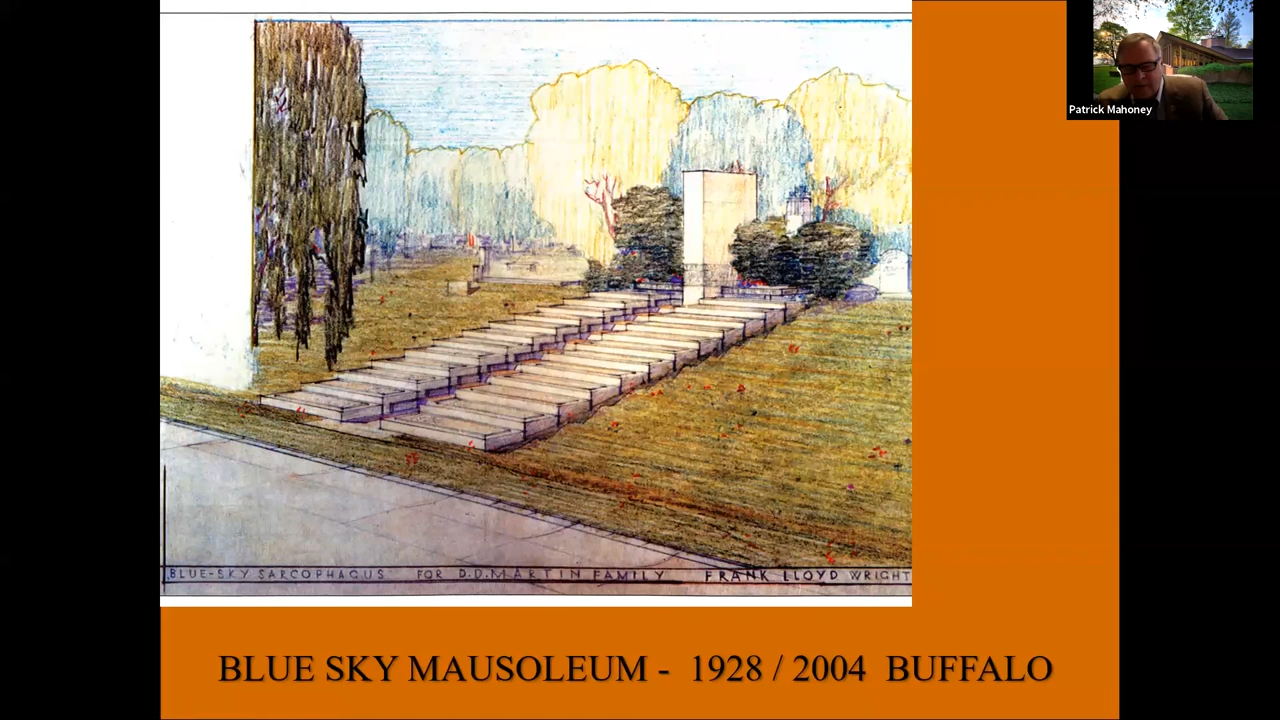 Patrick Mahoney
BLUE-SKY SARCOPHAGUS FOR D.D. MARTIN FAMILY FRANK LLOYD WRIGHT
BLUE SKY MAUSOLEUM - 1928 / 2004 BUFFALO